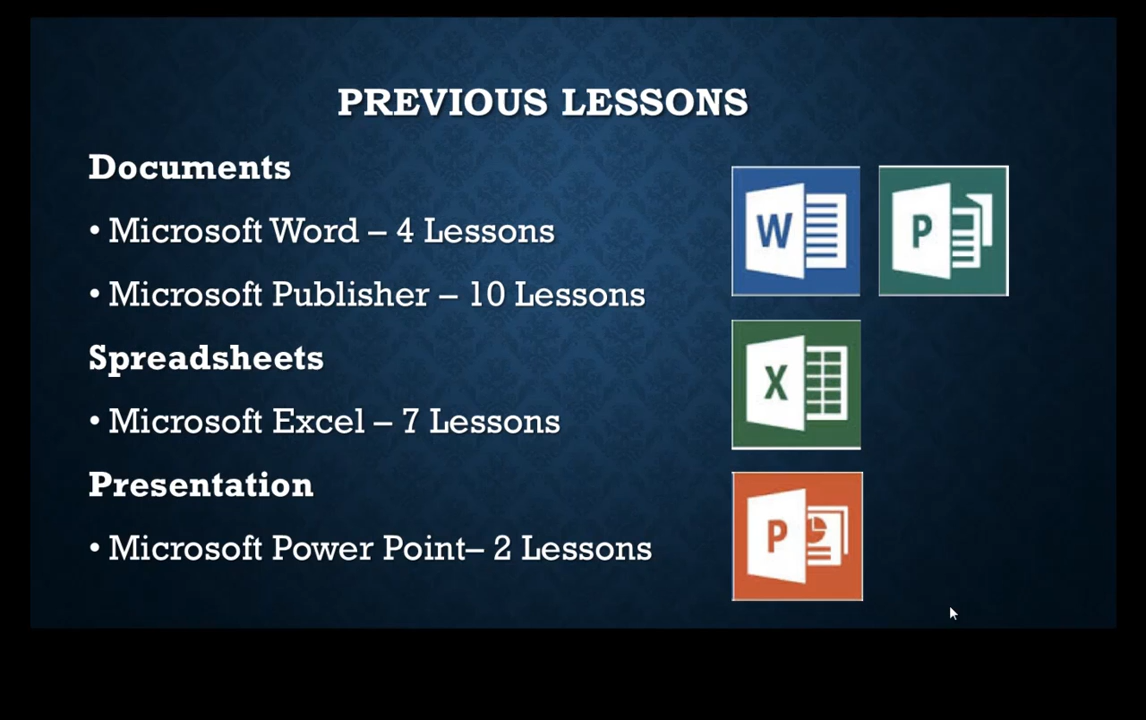 PREVIOUS LESSONS
Documents
• Microsoft Word – 4 Lessons
• Microsoft Publisher – 10 Lessons
Spreadsheets
• Microsoft Excel – 7 Lessons
Presentation
• Microsoft Power Point– 2 Lessons
W
P
X
P